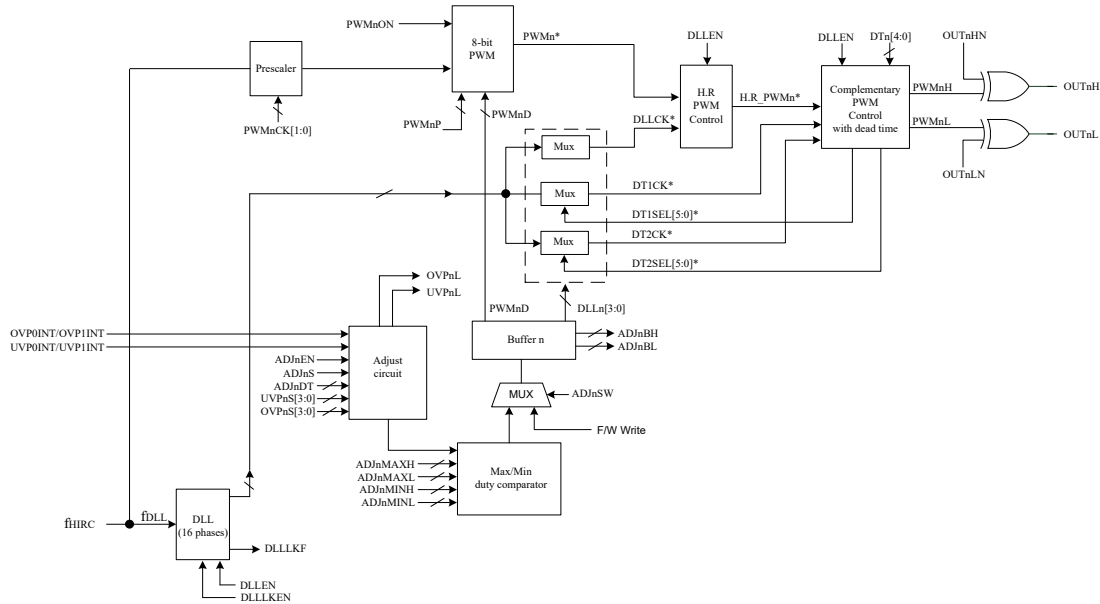 PWMnON
8-bit
PWM
PWMn*
DLLEN
DLLEN
DTn[4:0]
OUTnHN
Prescaler
H.R
PWM
Control
H.R_PWMn*
Complementary
PWM
Control
with dead time
PWMnH
OUTnH
PWMnCK[1:0]
PWMnP
PWMnD
DLLCK*
PWMnL
OUTnL
Mux
OUTnLN
Mux
DT1CK*
DT1SEL[5:0]*
Mux
DT2CK*
DT2SEL[5:0]*
OVPnL
UVPnL
PWMnD
DLLn[3:0]
OVP0INT/OVP1INT
UVP0INT/UVP1INT
Buffer n
ADJnBH
ADJnBL
ADJnEN
ADJnS
ADJnDT
UVPnS[3:0]
OVPnS[3:0]
Adjust
circuit
MUX
ADJnSW
F/W Write
ADJnMAXH
ADJnMAXL
ADJnMINH
ADJnMINL
Max/Min
duty comparator
fHIRC
fDLL
DLL
(16 phases)
DLLLKF
DLLEN
DLLLKEN